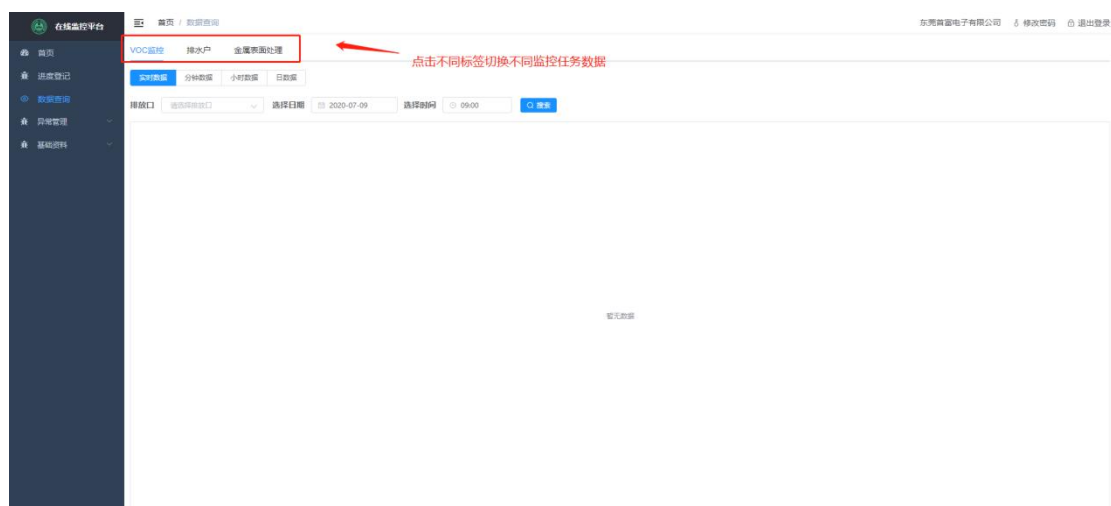 在线监控平台
首页 / 数据查询
东莞首富电子有限公司 修改密码 退出登录
首页
进度登记
数据查询
异常管理
基础资料
VOC监控 排水户 金属表面处理
点击不同标签切换不同监控任务数据
实时数据 分钟数据 小时数据 日数据
排放口 请选择排放口 选择日期 2020-07-09 选择时间 09:00 搜索
暂无数据